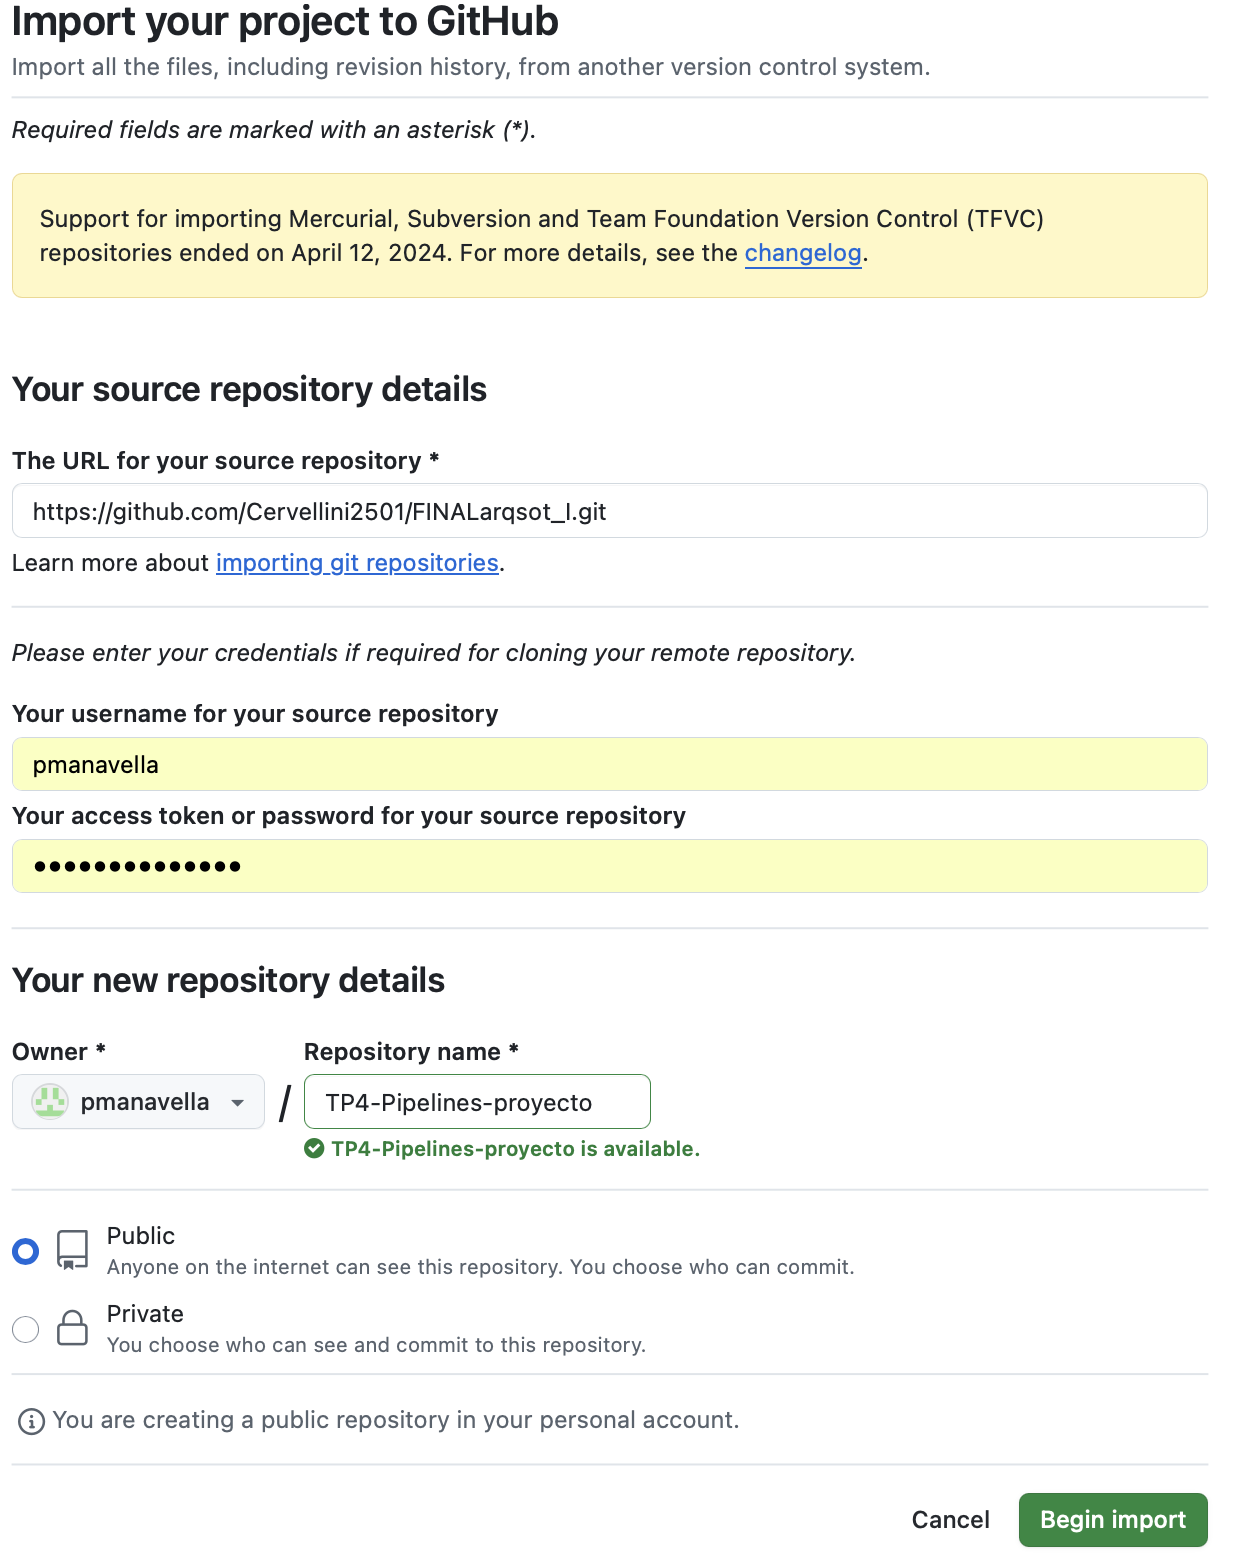 Import your project to GitHub
Import all the files, including revision history, from another version control system.
Required fields are marked with an asterisk (*).
Support for importing Mercurial, Subversion and Team Foundation Version Control (TFVC)
repositories ended on April 12, 2024. For more details, see the changelog.
Your source repository details
The URL for your source repository *
https://github.com/Cervellini2501/FINALarqsot_I.git
Learn more about importing git repositories.
Please enter your credentials if required for cloning your remote repository.
Your username for your source repository
pmanavella
Your access token or password for your source repository
••••••••••••••
Your new repository details
Owner *
Repository name *
pmanavella
/
TP4-Pipelines-proyecto
TP4-Pipelines-proyecto is available.
Public
Anyone on the internet can see this repository. You choose who can commit.
Private
You choose who can see and commit to this repository.
You are creating a public repository in your personal account.
Cancel
Begin import